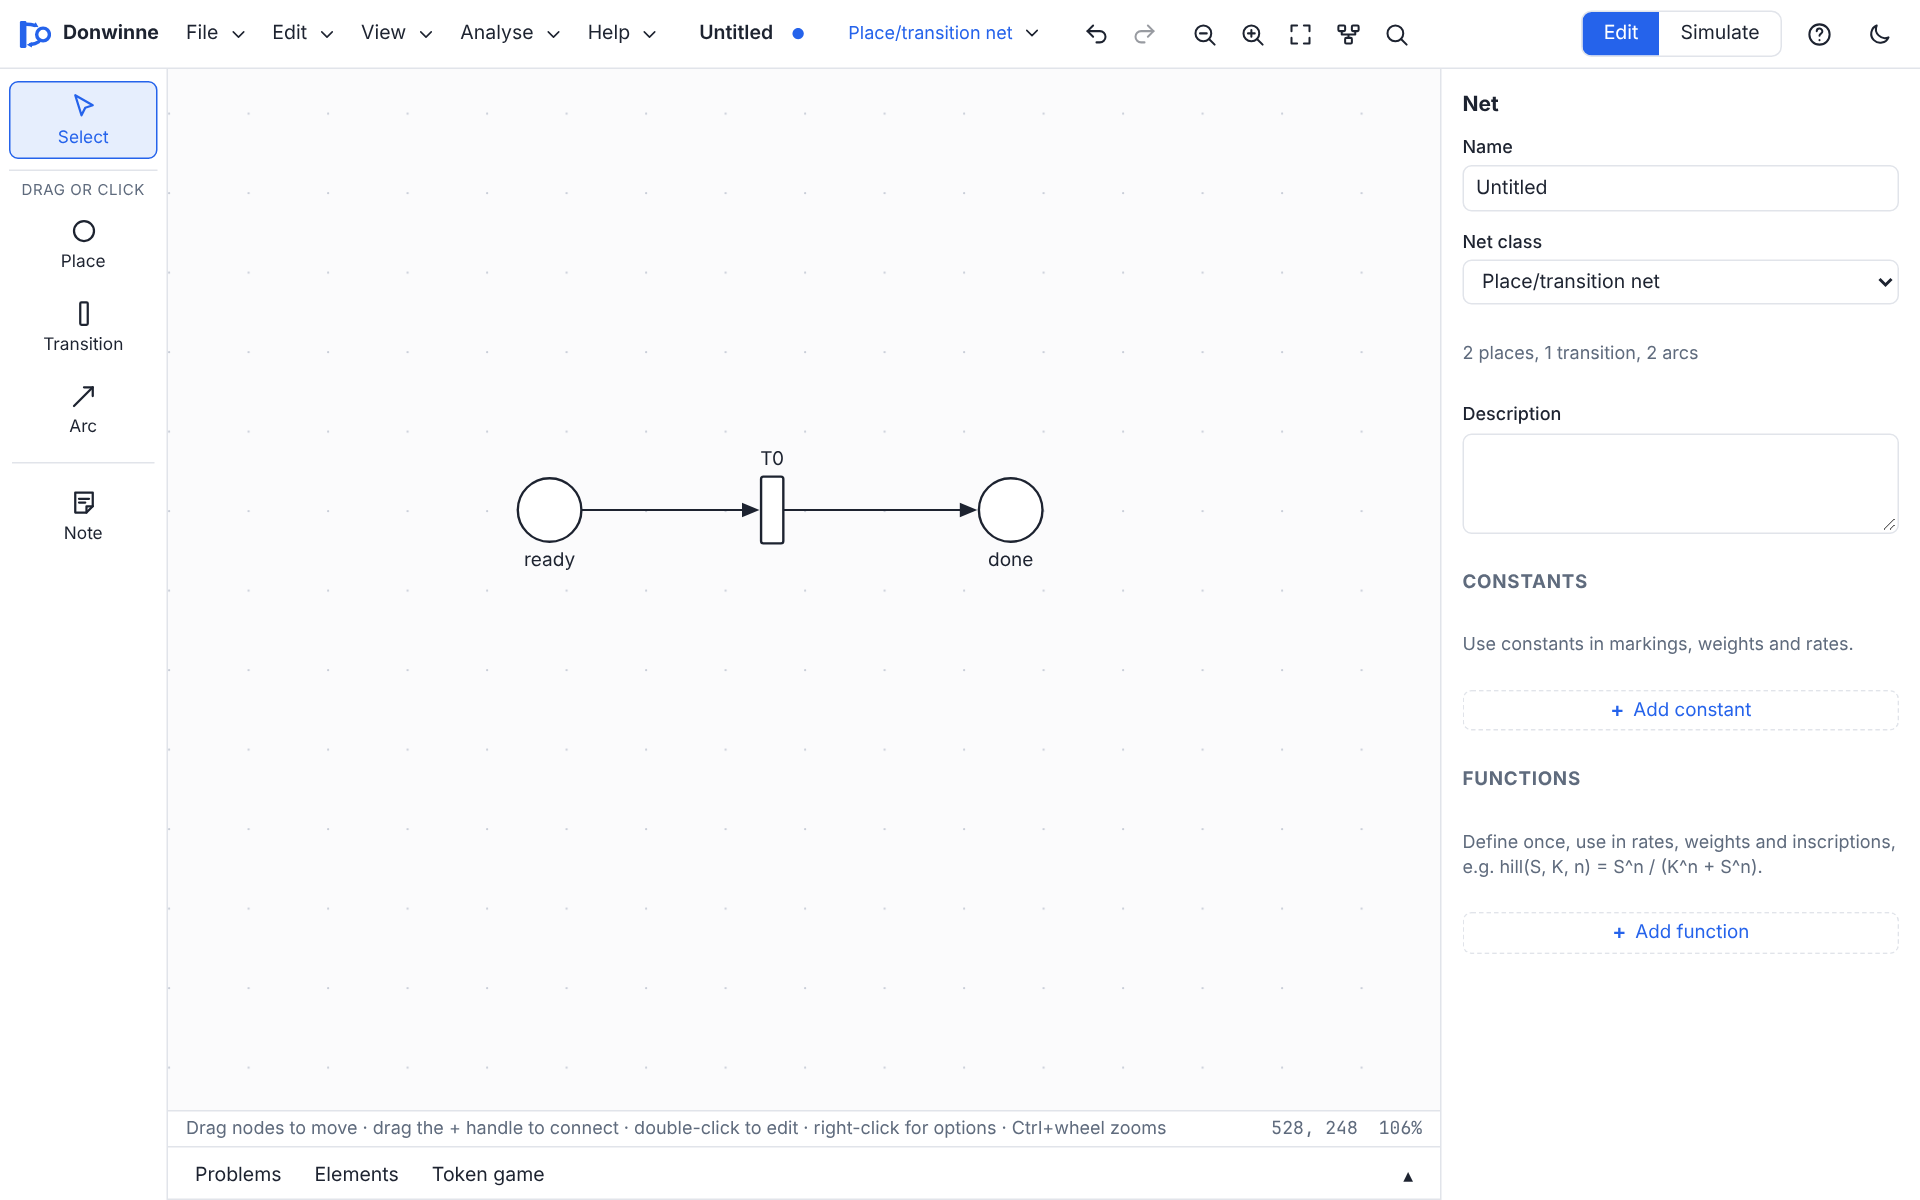 Donwinne File Edit View Analyse Help Untitled Place/transition net Edit Simulate
Select
DRAG OR CLICK
Place
Transition
Arc
Note
T0
ready
done
Net
Name
Untitled
Net class
Place/transition net
2 places, 1 transition, 2 arcs
Description
CONSTANTS
Use constants in markings, weights and rates.
+ Add constant
FUNCTIONS
Define once, use in rates, weights and inscriptions,
e.g. hill(S, K, n) = S^n / (K^n + S^n).
+ Add function
Drag nodes to move · drag the + handle to connect · double-click to edit · right-click for options · Ctrl+wheel zooms 528, 248 106%
Problems Elements Token game